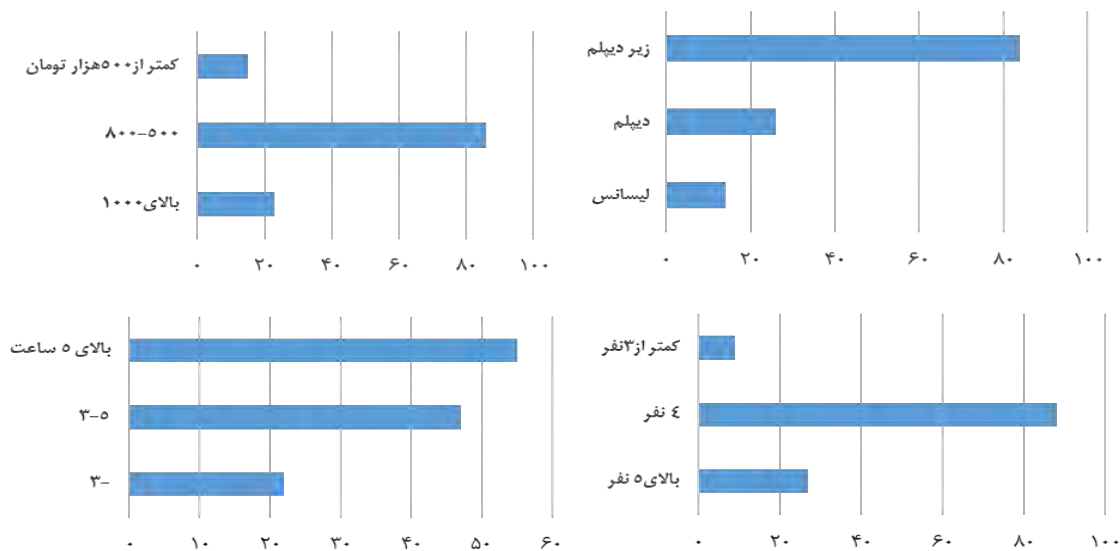 کمتر از ۵۰۰هزار تومان
۸۰۰-۵۰۰
بالای۱۰۰۰
۰ ۲۰ ۴۰ ۶۰ ۸۰ ۱۰۰
زیر دیپلم
دیپلم
لیسانس
۰ ۲۰ ۴۰ ۶۰ ۸۰ ۱۰۰
بالای ۵ ساعت
۳-۵
۳-
۰ ۱۰ ۲۰ ۳۰ ۴۰ ۵۰ ۶۰
کمتر از۳نفر
٤ نفر
بالای۵ نفر
۰ ۲۰ ۴۰ ۶۰ ۸۰ ۱۰۰